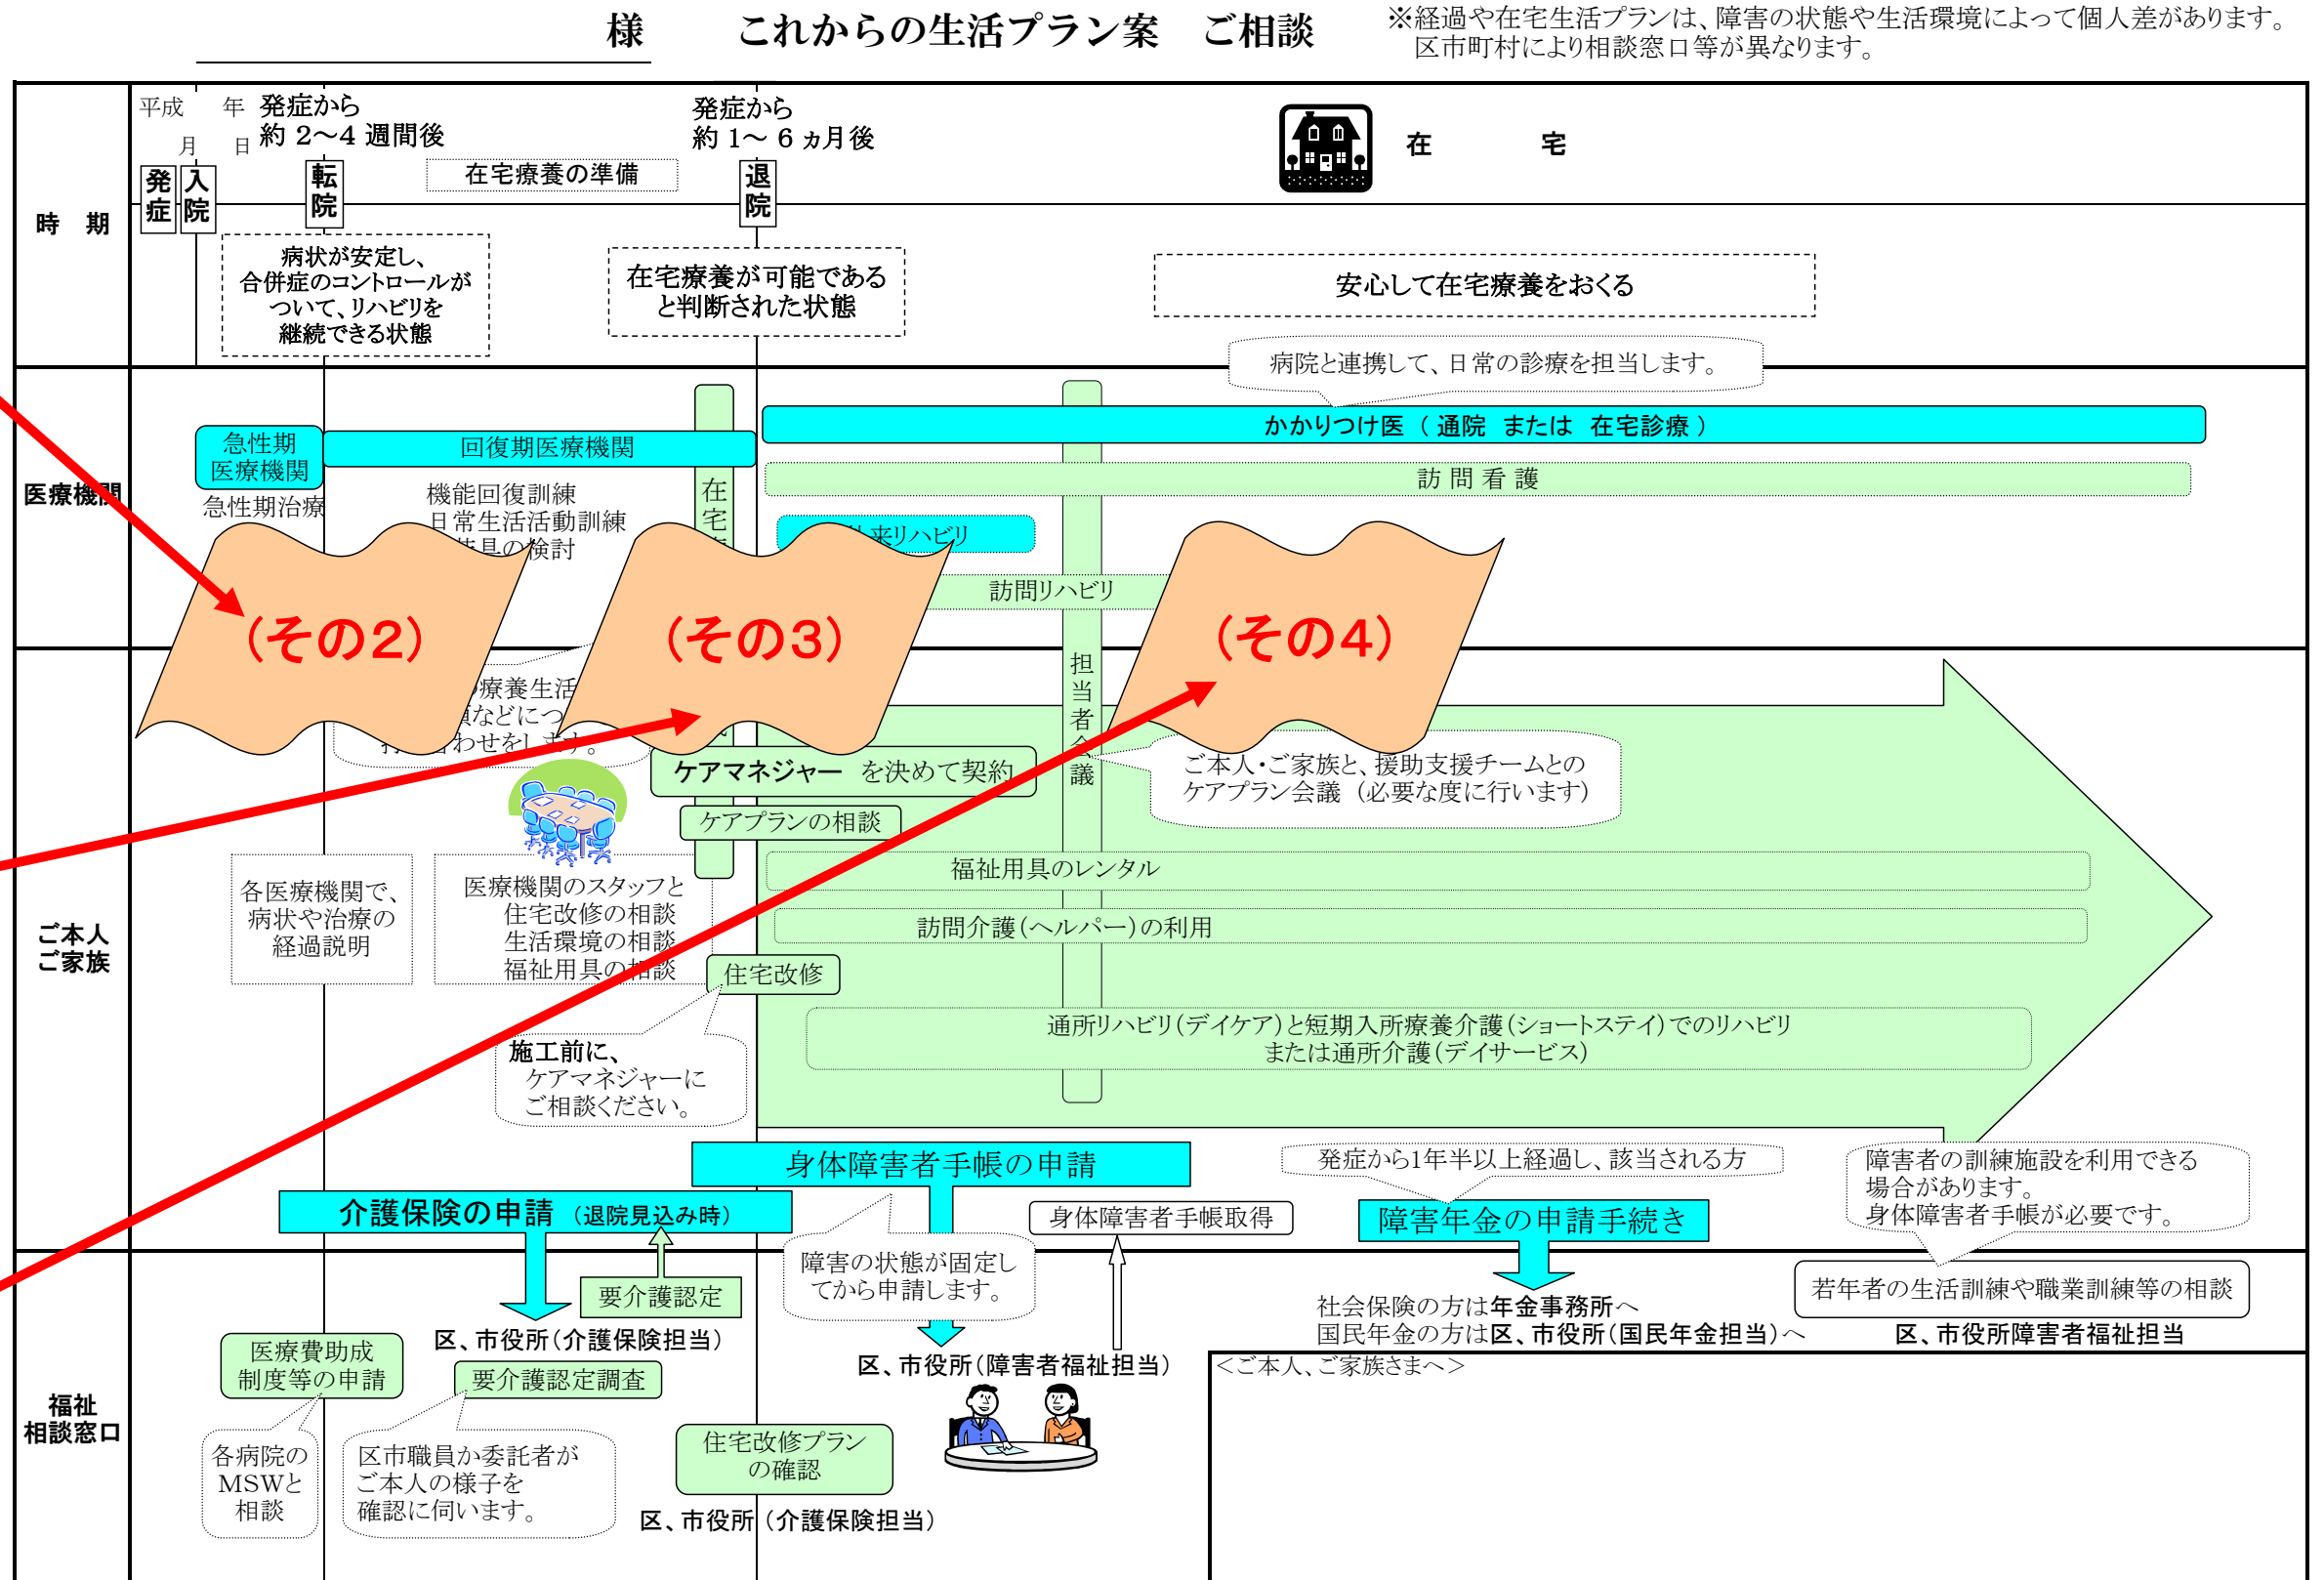 様 これからの生活プラン案 ご相談
※経過や在宅生活プランは、障害の状態や生活環境によって個人差があります。
区市町村により相談窓口等が異なります。
時 期
平成 年
月 日
発症から
約 2～4 週間後
発症から
約 1～ 6 ヵ月後
在 宅
発症
入院
転院
在宅療養の準備
退院
病状が安定し、
合併症のコントロールが
ついて、リハビリを
継続できる状態
在宅療養が可能である
と判断された状態
安心して在宅療養をおくる
医療機関
病院と連携して、日常の診療を担当します。
かかりつけ医 （ 通院 または 在宅診療 ）
急性期
医療機関
回復期医療機関
訪 問 看 護
急性期治療
機能回復訓練
日常生活活動訓練
具の検討
在宅
来リハビリ
訪問リハビリ
（その２）
（その３）
（その４）
ご本人
ご家族
療養生活
などにつ
わせをします。
担当者会議
ケアマネジャー を決めて契約
ご本人・ご家族と、援助支援チームとの
ケアプラン会議 （必要な度に行います）
ケアプランの相談
福祉用具のレンタル
各医療機関で、
病状や治療の
経過説明
医療機関のスタッフと
住宅改修の相談
生活環境の相談
福祉用具の相談
訪問介護（ヘルパー）の利用
住宅改修
通所リハビリ（デイケア）と短期入所療養介護（ショートステイ）でのリハビリ
または通所介護（デイサービス）
施工前に、
ケアマネジャーに
ご相談ください。
身体障害者手帳の申請
発症から1年半以上経過し、該当される方
障害者の訓練施設を利用できる
場合があります。
身体障害者手帳が必要です。
介護保険の申請 （退院見込み時）
身体障害者手帳取得
障害年金の申請手続き
福祉
相談窓口
障害の状態が固定し
てから申請します。
要介護認定
若年者の生活訓練や職業訓練等の相談
社会保険の方は年金事務所へ
国民年金の方は区、市役所（国民年金担当）へ
区、市役所障害者福祉担当
区、市役所（介護保険担当）
医療費助成
制度等の申請
要介護認定調査
区、市役所（障害者福祉担当）
＜ご本人、ご家族さまへ＞
各病院の
MSWと
相談
区市職員か委託者が
ご本人の様子を
確認に伺います。
住宅改修プラン
の確認
区、市役所 （介護保険担当）